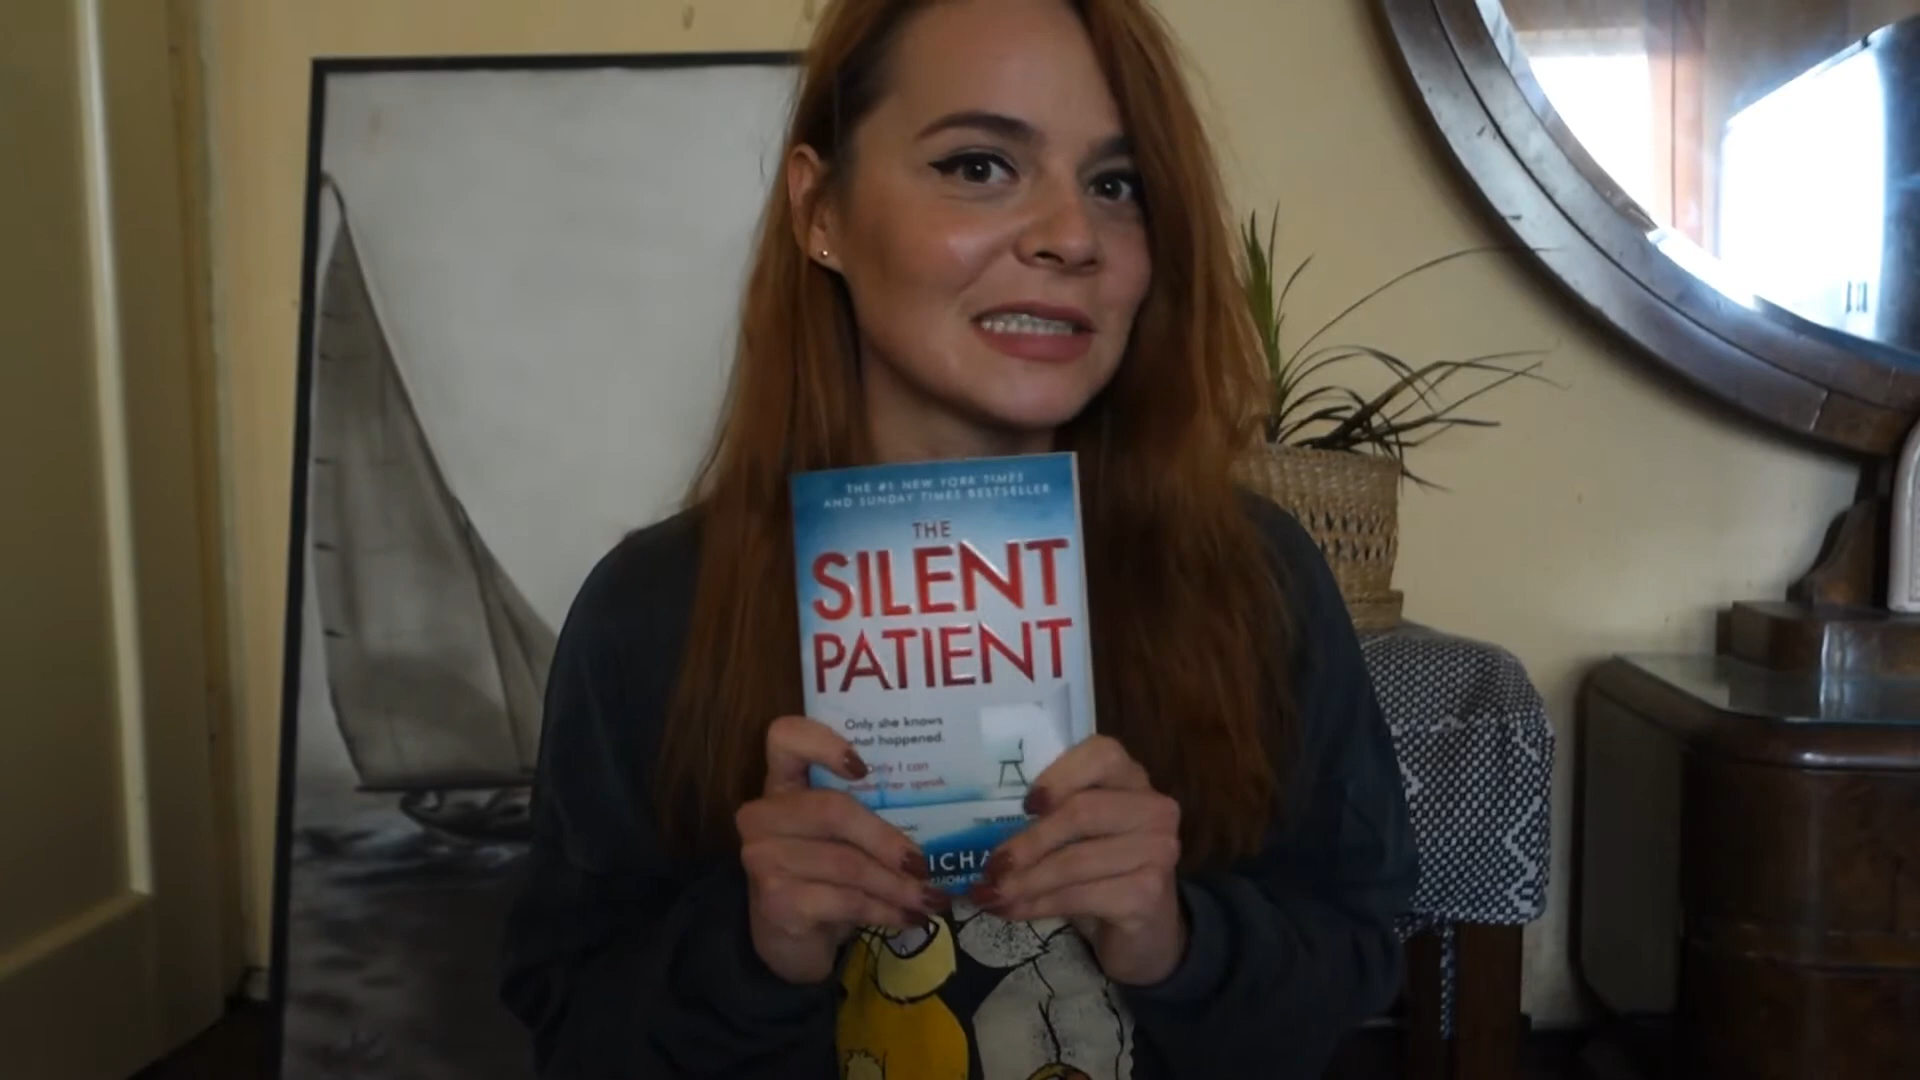 THE #1 NEW YORK TIMES
AND SUNDAY TIMES BESTSELLER
THE
SILENT
PATIENT
Only she knows
what happened.
Only I can
make her speak.
ICHA